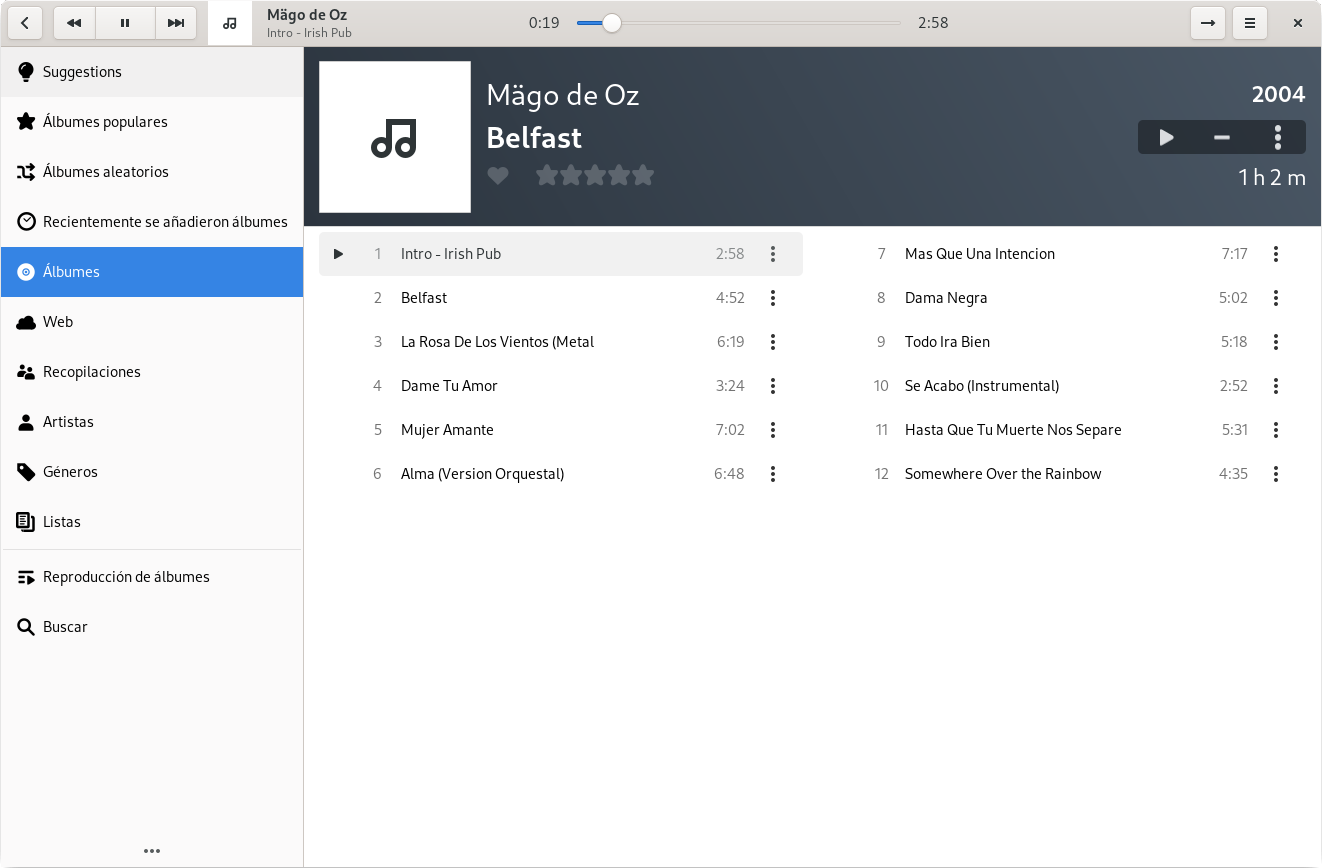 Mägo de Oz
Intro - Irish Pub
0:19
2:58
Suggestions
Álbumes populares
Álbumes aleatorios
Recientemente se añadieron álbumes
Álbumes
Web
Recopilaciones
Artistas
Géneros
Listas
Reproducción de álbumes
Buscar
Mägo de Oz
Belfast
2004
1 h 2 m
1 Intro - Irish Pub 2:58
2 Belfast 4:52
3 La Rosa De Los Vientos (Metal 6:19
4 Dame Tu Amor 3:24
5 Mujer Amante 7:02
6 Alma (Version Orquestal) 6:48
7 Mas Que Una Intencion 7:17
8 Dama Negra 5:02
9 Todo Ira Bien 5:18
10 Se Acabo (Instrumental) 2:52
11 Hasta Que Tu Muerte Nos Separe 5:31
12 Somewhere Over the Rainbow 4:35